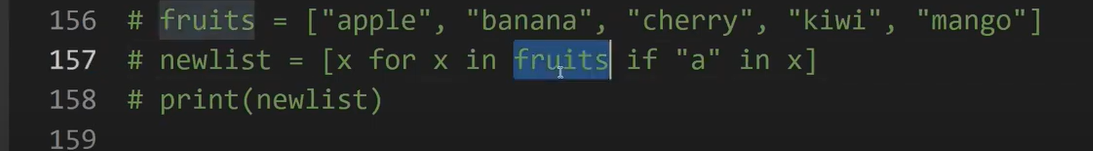 156 # fruits = ["apple", "banana", "cherry", "kiwi", "mango"]
157 # newlist = [x for x in fruits if "a" in x]
158 # print(newlist)
159